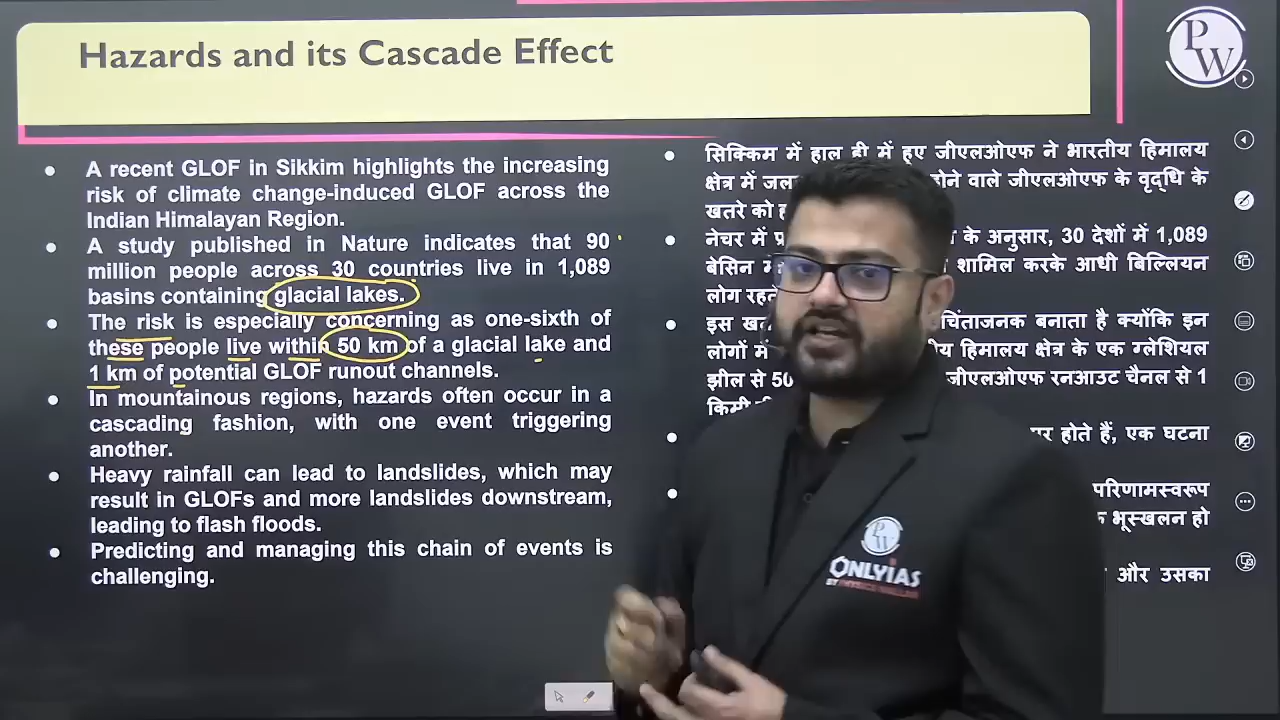 Hazards and its Cascade Effect
PW
A recent GLOF in Sikkim highlights the increasing
risk of climate change-induced GLOF across the
Indian Himalayan Region.
A study published in Nature indicates that 90
million people across 30 countries live in 1,089
basins containing glacial lakes.
The risk is especially concerning as one-sixth of
these people live within 50 km of a glacial lake and
1 km of potential GLOF runout channels.
In mountainous regions, hazards often occur in a
cascading fashion, with one event triggering
another.
Heavy rainfall can lead to landslides, which may
result in GLOFs and more landslides downstream,
leading to flash floods.
Predicting and managing this chain of events is
challenging.
सिक्किम में हाल ही में हुए जीएलओएफ ने भारतीय हिमालय
क्षेत्र में होने वाले जीएलओएफ के वृद्धि के
खतरे को
नेचर में के अनुसार, 30 देशों में 1,089
बेसिन शामिल करके आधी बिल्लियन
लोग रहते
इस चिंताजनक बनाता है क्योंकि इन
लोगों में हिमालय क्षेत्र के एक ग्लेशियल
झील से 50 जीएलओएफ रनआउट चैनल से 1
होते हैं, एक घटना
परिणामस्वरूप
भूस्खलन हो
और उसका
PW
ONLYIAS
BY PHYSICS WALLAH